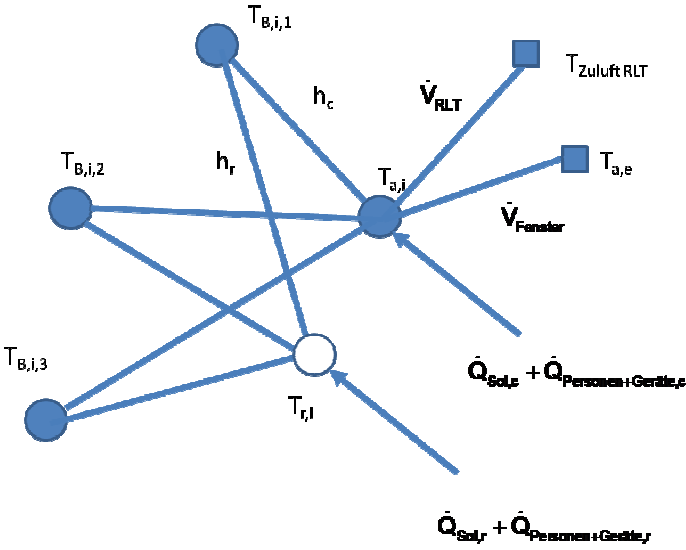 T_B,i,1
T_Zuluft RLT
V̇_RLT
h_c
T_B,i,2
h_r
T_a,i
T_a,e
V̇_Fenster
T_B,i,3
Q̇_Sol,c + Q̇_Personen+Geräte,c
T_r,i
Q̇_Sol,r + Q̇_Personen+Geräte,r